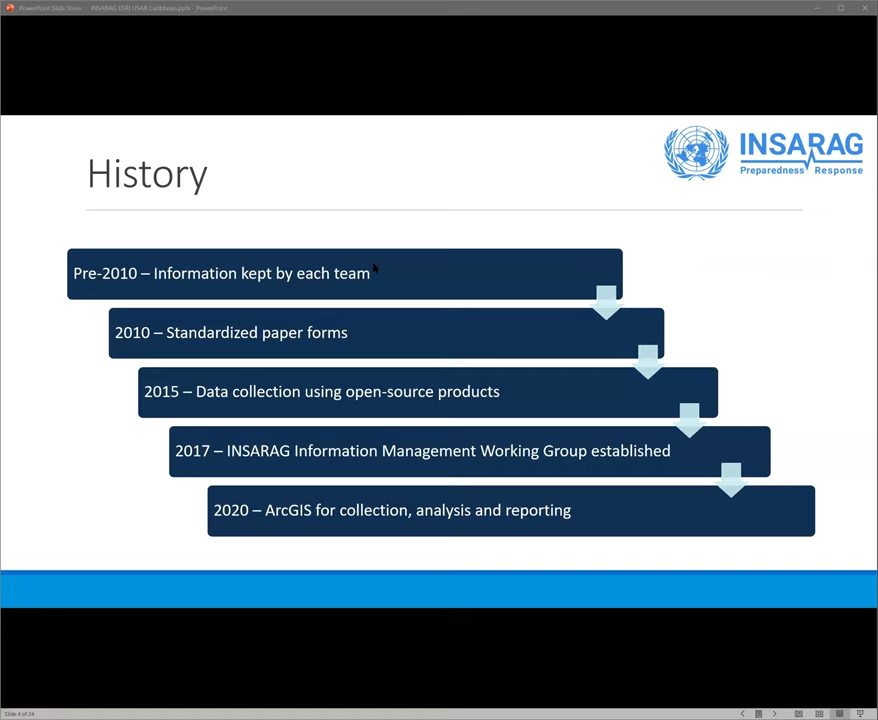 PowerPoint Slide Show - INSARAG ESRI USAR Caribbean.pptx - PowerPoint
INSARAG
Preparedness Response
History
Pre-2010 – Information kept by each team
2010 – Standardized paper forms
2015 – Data collection using open-source products
2017 – INSARAG Information Management Working Group established
2020 – ArcGIS for collection, analysis and reporting
Slide 4 of 24